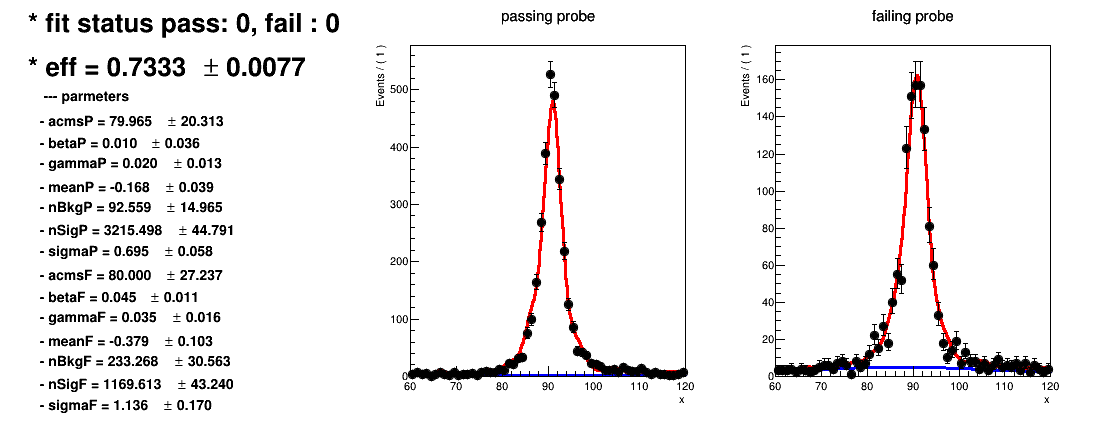 * fit status pass: 0, fail : 0
* eff = 0.7333 ± 0.0077
--- parmeters
- acmsP = 79.965 ± 20.313
- betaP = 0.010 ± 0.036
- gammaP = 0.020 ± 0.013
- meanP = -0.168 ± 0.039
- nBkgP = 92.559 ± 14.965
- nSigP = 3215.498 ± 44.791
- sigmaP = 0.695 ± 0.058
- acmsF = 80.000 ± 27.237
- betaF = 0.045 ± 0.011
- gammaF = 0.035 ± 0.016
- meanF = -0.379 ± 0.103
- nBkgF = 233.268 ± 30.563
- nSigF = 1169.613 ± 43.240
- sigmaF = 1.136 ± 0.170
passing probe
Events / ( 1 )
500
400
300
200
100
0
60 70 80 90 100 110 120
x
failing probe
Events / ( 1 )
160
140
120
100
80
60
40
20
0
60 70 80 90 100 110 120
x